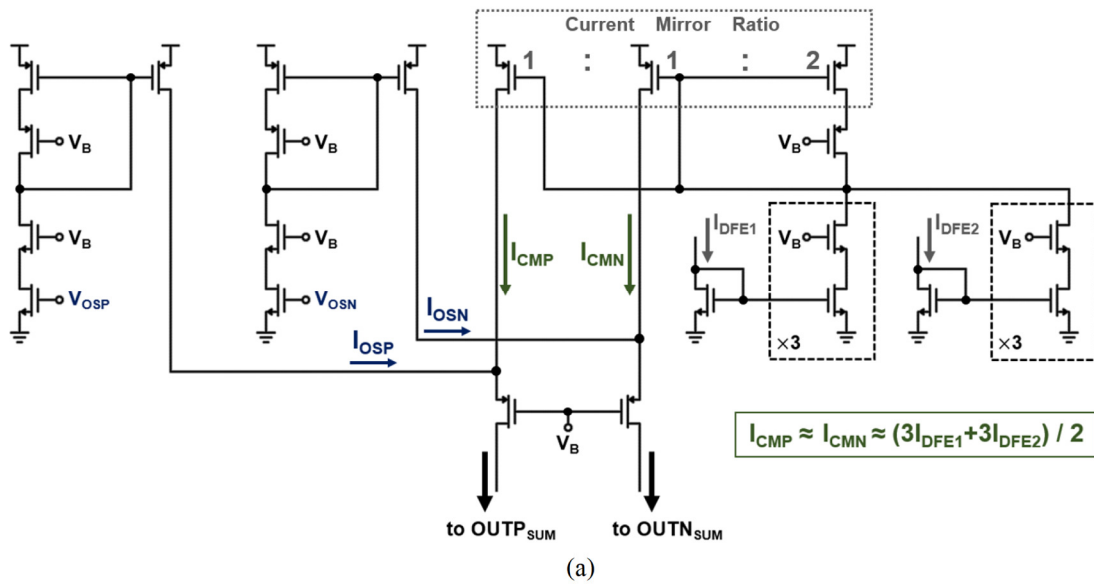 Current Mirror Ratio
1 : 1 : 2
V_B
V_B
V_B
V_B
V_B
I_DFE1
V_B
I_DFE2
V_B
I_CMP
I_CMN
V_OSP
V_OSN
I_OSN
I_OSP
×3
×3
V_B
I_CMP ≈ I_CMN ≈ (3I_DFE1+3I_DFE2) / 2
to OUTP_SUM
to OUTN_SUM
(a)